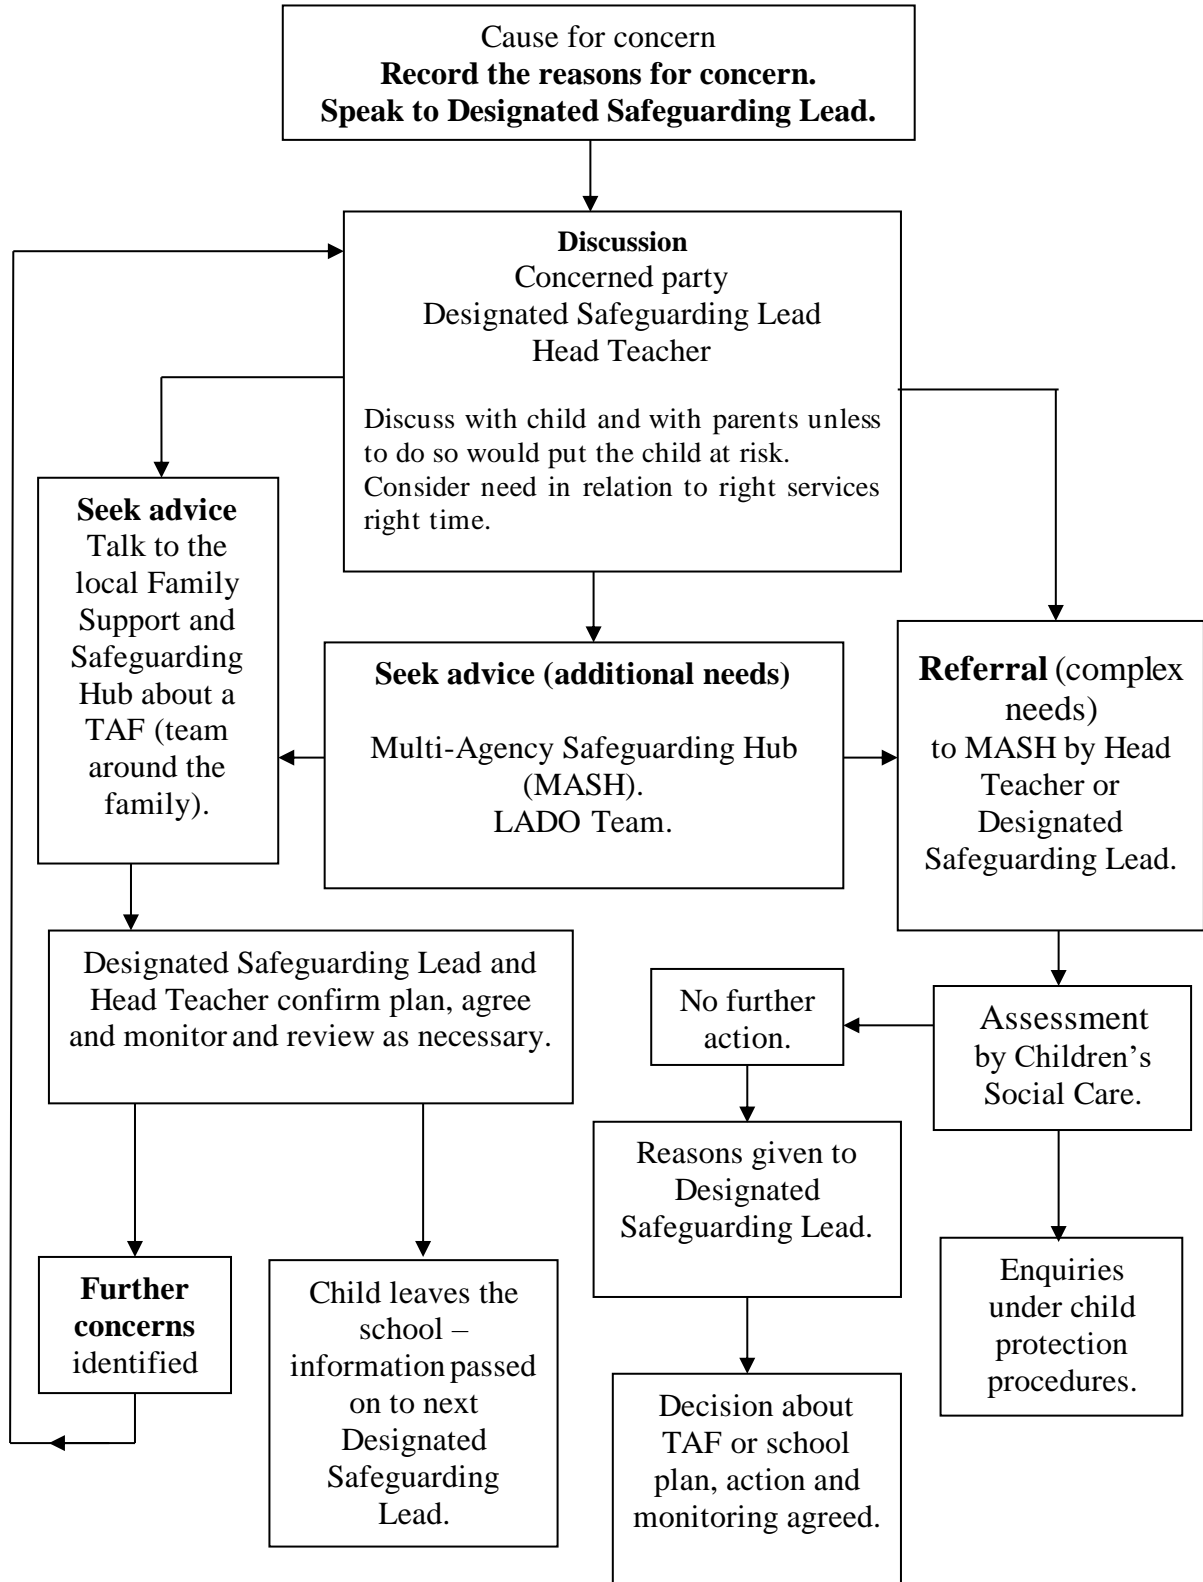 Cause for concern
Record the reasons for concern.
Speak to Designated Safeguarding Lead.
Discussion
Concerned party
Designated Safeguarding Lead
Head Teacher
Discuss with child and with parents unless
to do so would put the child at risk.
Consider need in relation to right services
right time.
Seek advice
Talk to the
local Family
Support and
Safeguarding
Hub about a
TAF (team
around the
family).
Seek advice (additional needs)
Multi-Agency Safeguarding Hub
(MASH).
LADO Team.
Referral (complex
needs)
to MASH by Head
Teacher or
Designated
Safeguarding Lead.
Designated Safeguarding Lead and
Head Teacher confirm plan, agree
and monitor and review as necessary.
No further
action.
Assessment
by Children’s
Social Care.
Reasons given to
Designated
Safeguarding Lead.
Further
concerns
identified
Child leaves the
school –
information passed
on to next
Designated
Safeguarding
Lead.
Enquiries
under child
protection
procedures.
Decision about
TAF or school
plan, action and
monitoring agreed.